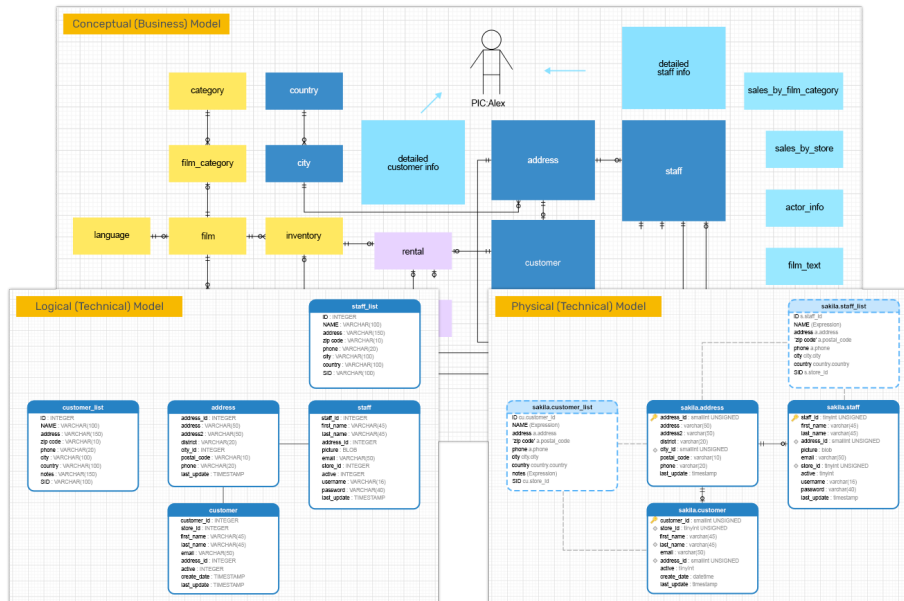 Conceptual (Business) Model
PIC:Alex
detailed
staff info
category
country
sales_by_film_category
detailed
customer info
address
staff
film_category
city
sales_by_store
actor_info
language
film
inventory
rental
customer
film_text
Logical (Technical) Model
staff_list
ID : INTEGER
NAME : VARCHAR(100)
address : VARCHAR(150)
zip code : VARCHAR(10)
phone : VARCHAR(20)
city : VARCHAR(100)
country : VARCHAR(100)
SID : VARCHAR(100)
customer_list
ID : INTEGER
NAME : VARCHAR(100)
address : VARCHAR(150)
zip code : VARCHAR(10)
phone : VARCHAR(20)
city : VARCHAR(100)
country : VARCHAR(100)
notes : VARCHAR(150)
SID : VARCHAR(100)
address
address_id : INTEGER
address : VARCHAR(50)
address2 : VARCHAR(50)
district : VARCHAR(20)
city_id : INTEGER
postal_code : VARCHAR(10)
phone : VARCHAR(20)
last_update : TIMESTAMP
staff
staff_id : INTEGER
first_name : VARCHAR(45)
last_name : VARCHAR(45)
address_id : INTEGER
picture : BLOB
email : VARCHAR(50)
store_id : INTEGER
active : INTEGER
username : VARCHAR(16)
password : VARCHAR(40)
last_update : TIMESTAMP
customer
customer_id : INTEGER
store_id : INTEGER
first_name : VARCHAR(45)
last_name : VARCHAR(45)
email : VARCHAR(50)
address_id : INTEGER
active : INTEGER
create_date : TIMESTAMP
last_update : TIMESTAMP
Physical (Technical) Model
sakila.staff_list
ID s.staff_id
NAME (Expression)
address a.address
'zip code' a.postal_code
phone a.phone
city city.city
country country.country
SID s.store_id
sakila.customer_list
ID cu.customer_id
NAME (Expression)
address a.address
'zip code' a.postal_code
phone a.phone
city city.city
country country.country
notes (Expression)
SID cu.store_id
sakila.address
address_id : smallint UNSIGNED
address : varchar(50)
address2 : varchar(50)
district : varchar(20)
city_id : smallint UNSIGNED
postal_code : varchar(10)
phone : varchar(20)
last_update : timestamp
sakila.staff
staff_id : tinyint UNSIGNED
first_name : varchar(45)
last_name : varchar(45)
address_id : smallint UNSIGNED
picture : blob
email : varchar(50)
store_id : tinyint UNSIGNED
active : tinyint
username : varchar(16)
password : varchar(40)
last_update : timestamp
sakila.customer
customer_id : smallint UNSIGNED
store_id : tinyint UNSIGNED
first_name : varchar(45)
last_name : varchar(45)
email : varchar(50)
address_id : smallint UNSIGNED
active : tinyint
create_date : datetime
last_update : timestamp